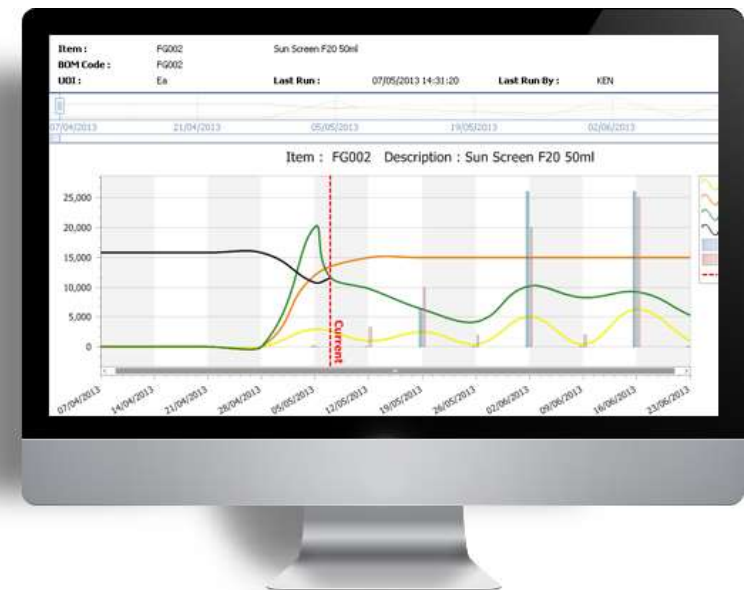 Item : FG002 Sun Screen F20 50ml
BOM Code : FG002
UOI : Ea Last Run : 07/05/2013 14:31:20 Last Run By : KEN
07/04/2013 21/04/2013 05/05/2013 19/05/2013 02/06/2013
Item : FG002 Description : Sun Screen F20 50ml
25,000
20,000
15,000
10,000
5,000
0
Current
07/04/2013 14/04/2013 21/04/2013 28/04/2013 05/05/2013 12/05/2013 19/05/2013 26/05/2013 02/06/2013 09/06/2013 16/06/2013 23/06/2013